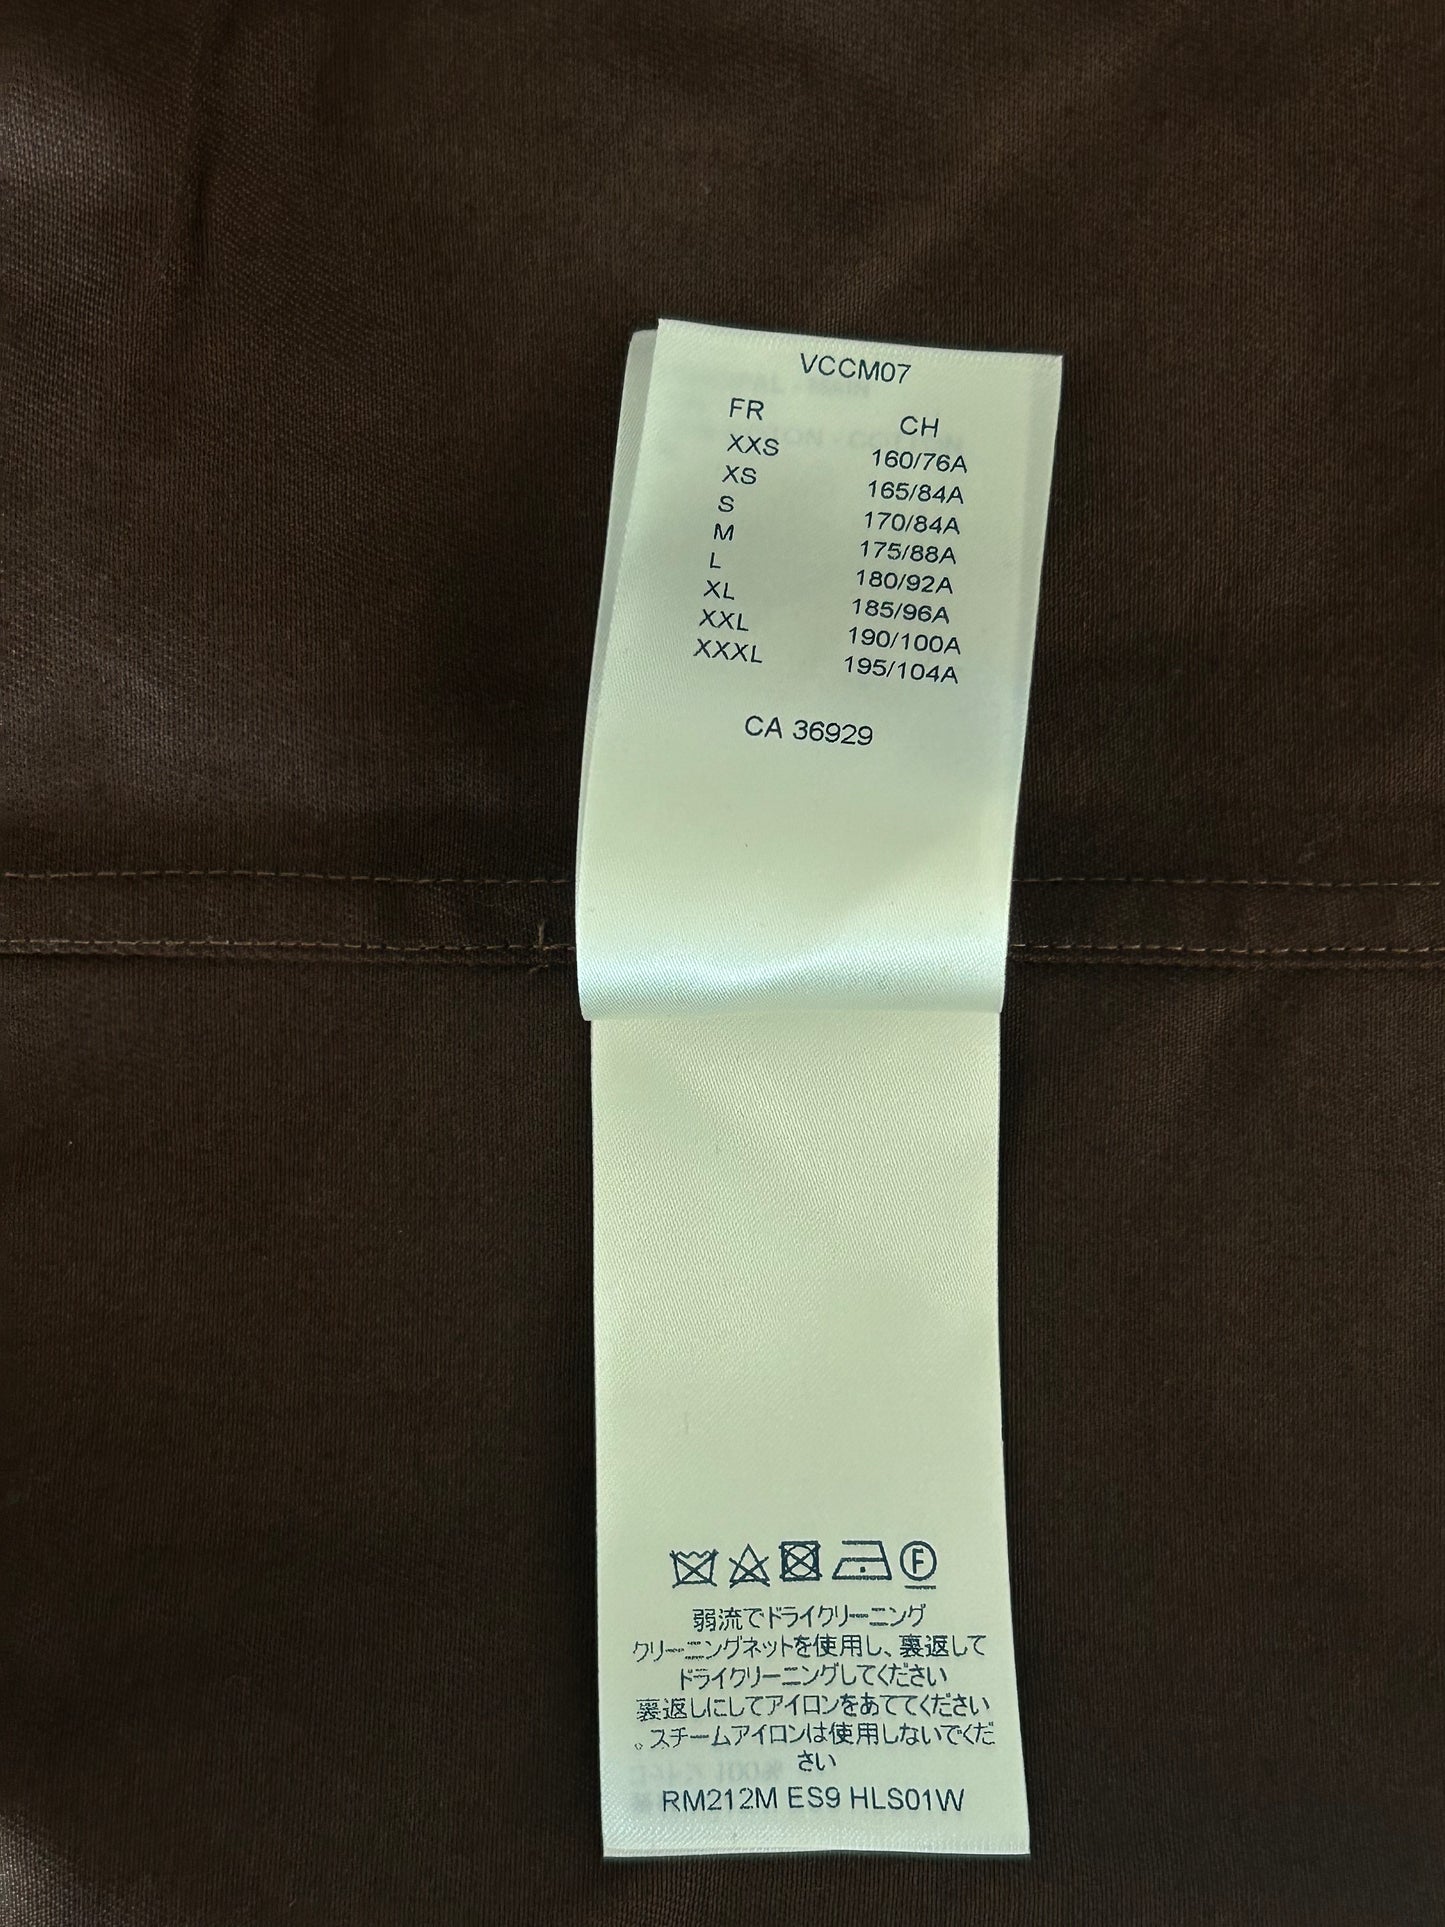 VCCM07
FR CH
XXS 160/76A
XS 165/84A
S 170/84A
M 175/88A
L 180/92A
XL 185/96A
XXL 190/100A
XXXL 195/104A
CA 36929
F
弱流でドライクリーニング
クリーニングネットを使用し、裏返して
ドライクリーニングしてください
裏返しにしてアイロンをあててください
。スチームアイロンは使用しないでくだ
さい
RM212M ES9 HLS01W